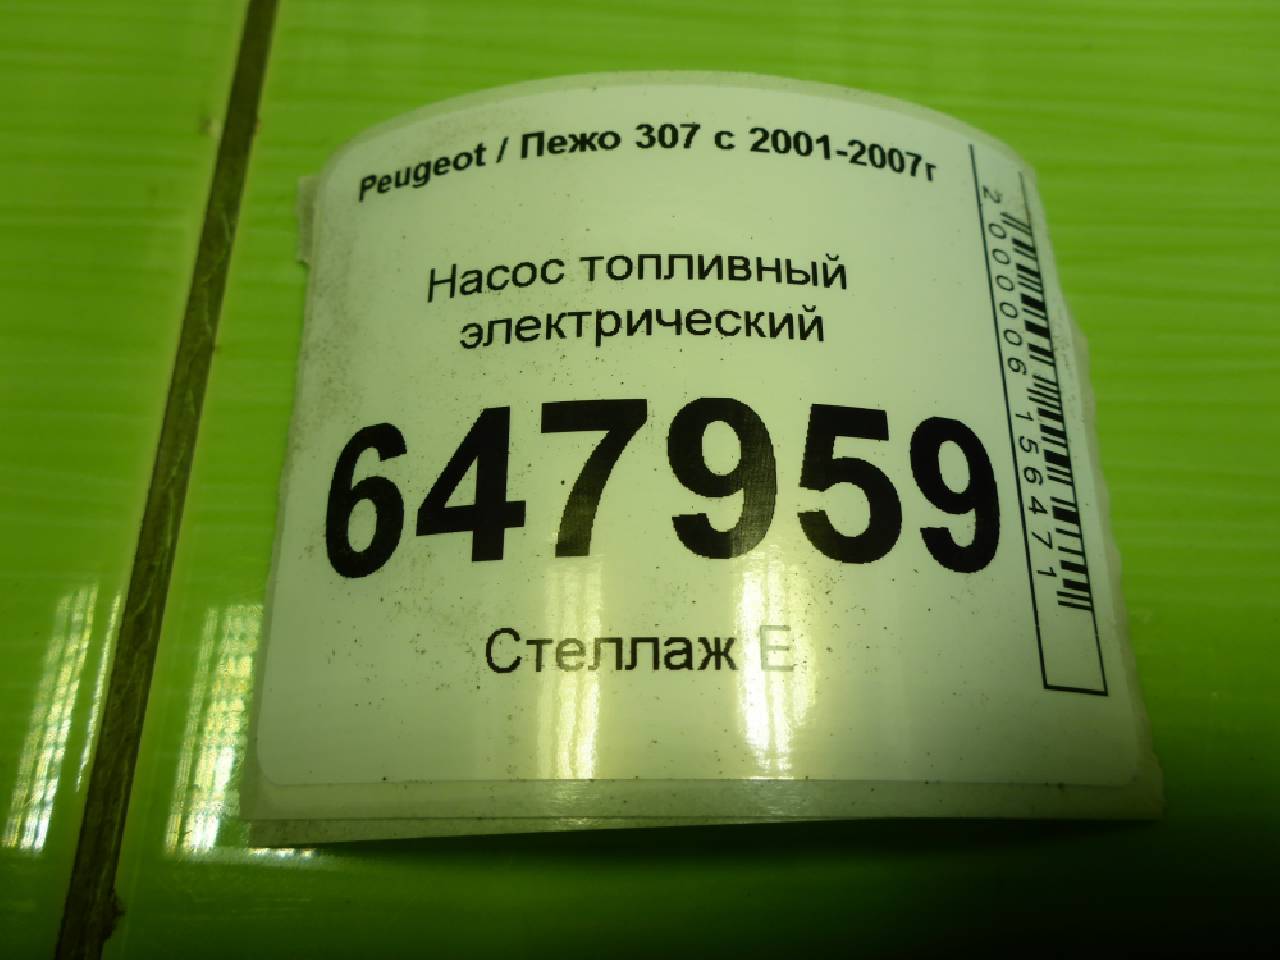 Peugeot / Пежо 307 с 2001-2007г
Насос топливный
электрический
647959
Стеллаж Е
2000006156471